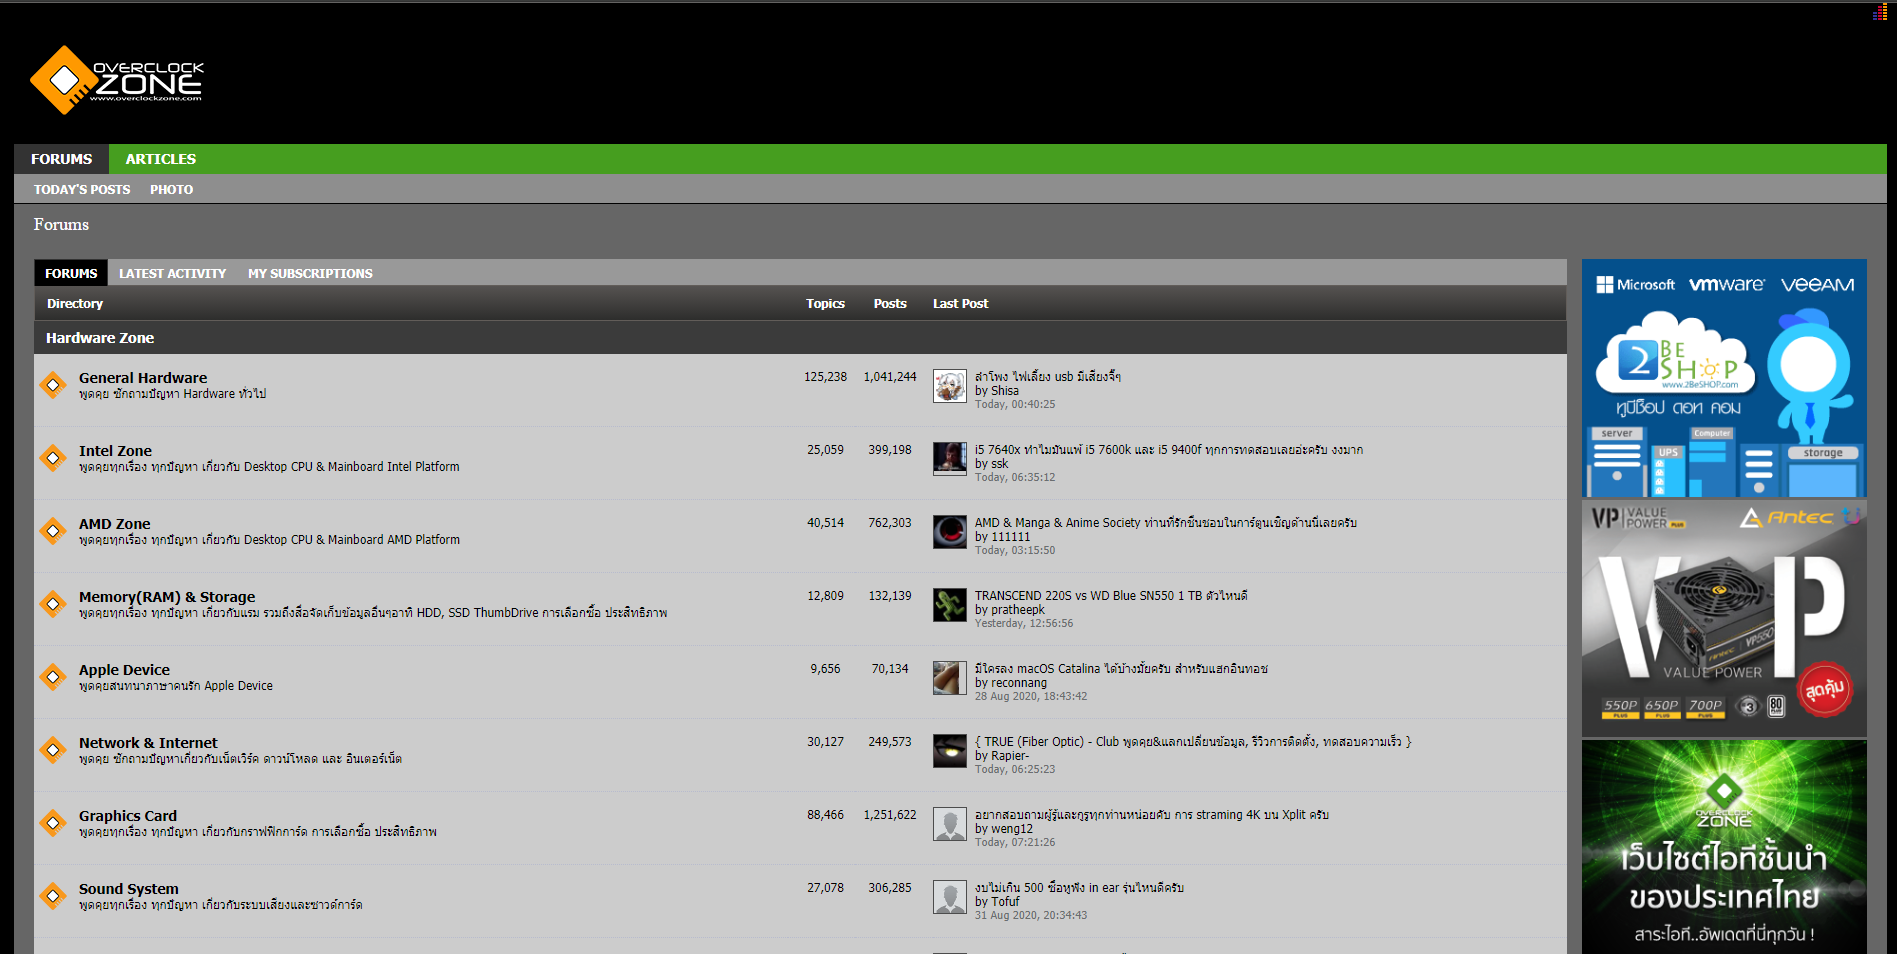 OVERCLOCK
ZONE
www.overclockzone.com
FORUMS ARTICLES
TODAY'S POSTS PHOTO
Forums
FORUMS LATEST ACTIVITY MY SUBSCRIPTIONS
Directory Topics Posts Last Post
Hardware Zone
General Hardware 125,238 1,041,244 ลำโพง ไฟเลี้ยง usb มีเสียงจี๊ๆ
พูดคุย ซักถามปัญหา Hardware ทั่วไป
by Shisa
Today, 00:40:25
Intel Zone 25,059 399,198 i5 7640x ทำไมมันแพ้ i5 7600k และ i5 9400f ทุกการทดสอบเลยอ่ะครับ งงมาก
พูดคุยทุกเรื่อง ทุกปัญหา เกี่ยวกับ Desktop CPU & Mainboard Intel Platform
by ssk
Today, 06:35:12
AMD Zone 40,514 762,303 AMD & Manga & Anime Society ท่านที่รักชื่นชอบในการ์ตูนเชิญด้านนี้เลยครับ
พูดคุยทุกเรื่อง ทุกปัญหา เกี่ยวกับ Desktop CPU & Mainboard AMD Platform
by 111111
Today, 03:15:50
Memory(RAM) & Storage 12,809 132,139 TRANSCEND 220S vs WD Blue SN550 1 TB ตัวไหนดี
พูดคุยทุกเรื่อง ทุกปัญหา เกี่ยวกับแรม รวมถึงสื่อจัดเก็บข้อมูลอื่นๆอาทิ HDD, SSD ThumbDrive การเลือกซื้อ ประสิทธิภาพ
by pratheepk
Yesterday, 12:56:56
Apple Device 9,656 70,134 มีใครลง macOS Catalina ได้บ้างมั้ยครับ สำหรับแฮกอินทอช
พูดคุยสนทนาภาษาคนรัก Apple Device
by reconnang
28 Aug 2020, 18:43:42
Network & Internet 30,127 249,573 { TRUE (Fiber Optic) - Club พูดคุย&แลกเปลี่ยนข้อมูล, รีวิวการติดตั้ง, ทดสอบความเร็ว }
พูดคุย ซักถามปัญหาเกี่ยวกับเน็ตเวิร์ค ดาวน์โหลด และ อินเตอร์เน็ต
by Rapier-
Today, 06:25:23
Graphics Card 88,466 1,251,622 อยากสอบถามผู้รู้และกูรูทุกท่านหน่อยคับ การ straming 4K บน Xplit ครับ
พูดคุยทุกเรื่อง ทุกปัญหา เกี่ยวกับกราฟฟิกการ์ด การเลือกซื้อ ประสิทธิภาพ
by weng12
Today, 07:21:26
Sound System 27,078 306,285 งบไม่เกิน 500 ซื้อหูฟัง in ear รุ่นไหนดีครับ
พูดคุยทุกเรื่อง ทุกปัญหา เกี่ยวกับระบบเสียงและซาวด์การ์ด
by Tofuf
31 Aug 2020, 20:34:43
Microsoft vmware VEEAM
2 BE SHOP
www.2BeSHOP.com
ทูบีช็อป ดอท คอม
server Computer
UPS storage
VP VALUE POWER PLUS Antec
VP
VP550
Antec
VALUE POWER
สุดคุ้ม
550P 650P 700P 3 80
PLUS PLUS PLUS
OVERCLOCK
ZONE
เว็บไซต์ไอทีชั้นนำ
ของประเทศไทย
สาระไอที..อัพเดตที่นี่ทุกวัน !